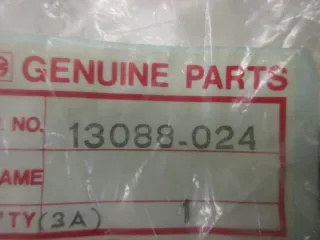 GENUINE PARTS
. NO. 13088-024
AME
'TY (3A) 1